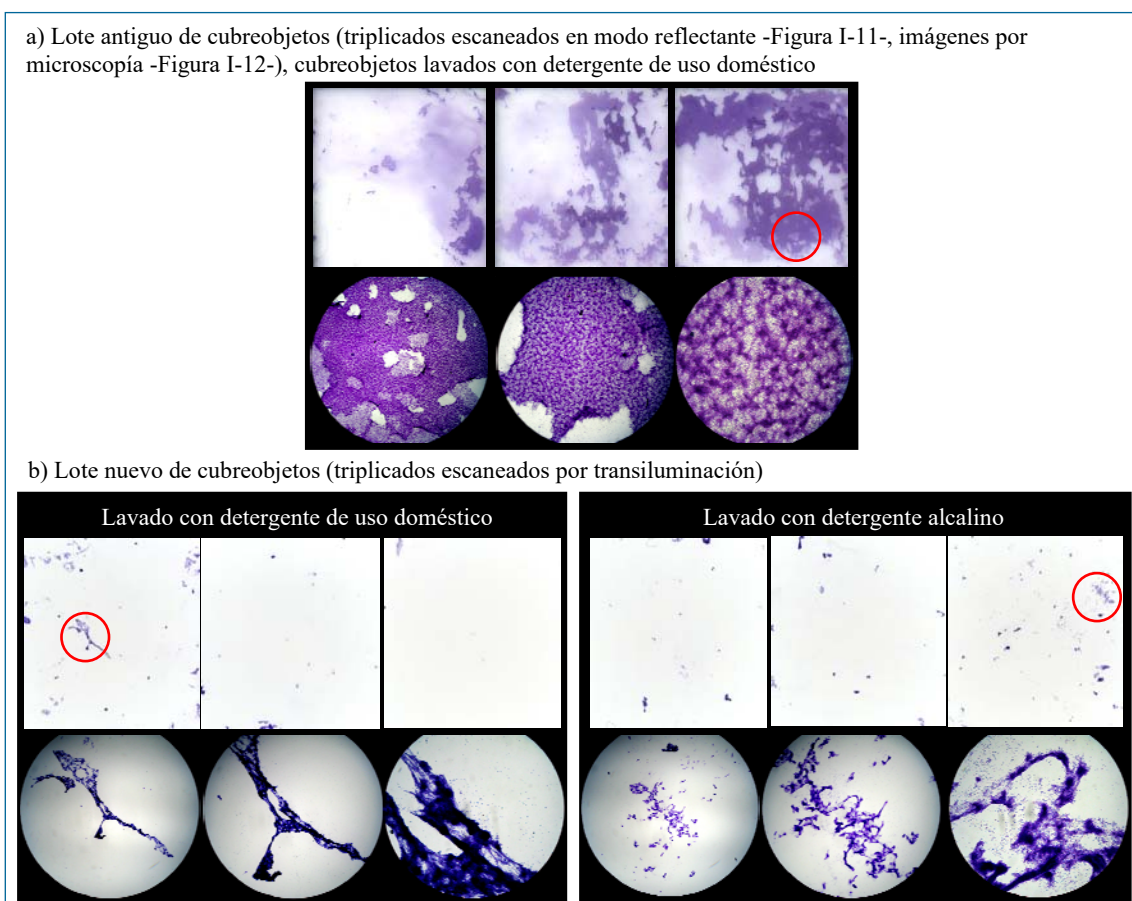 a) Lote antiguo de cubreobjetos (triplicados escaneados en modo reflectante -Figura I-11-, imágenes por
microscopía -Figura I-12-), cubreobjetos lavados con detergente de uso doméstico
b) Lote nuevo de cubreobjetos (triplicados escaneados por transiluminación)
Lavado con detergente de uso doméstico
Lavado con detergente alcalino